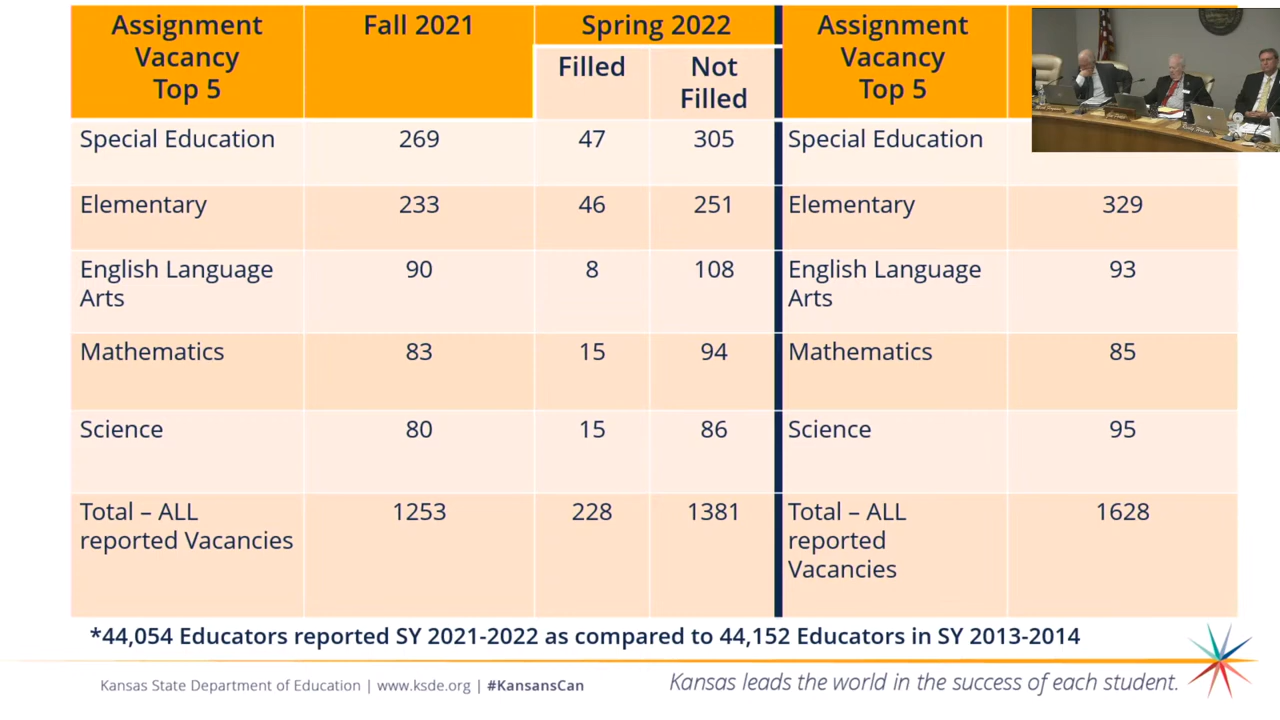 Assignment Vacancy Top 5
Fall 2021
Spring 2022
Filled
Not Filled
Assignment Vacancy Top 5
Special Education 269 47 305 Special Education
Elementary 233 46 251 Elementary 329
English Language Arts 90 8 108 English Language Arts 93
Mathematics 83 15 94 Mathematics 85
Science 80 15 86 Science 95
Total – ALL reported Vacancies 1253 228 1381 Total – ALL reported Vacancies 1628
*44,054 Educators reported SY 2021-2022 as compared to 44,152 Educators in SY 2013-2014
Kansas State Department of Education | www.ksde.org | #KansansCan
Kansas leads the world in the success of each student.